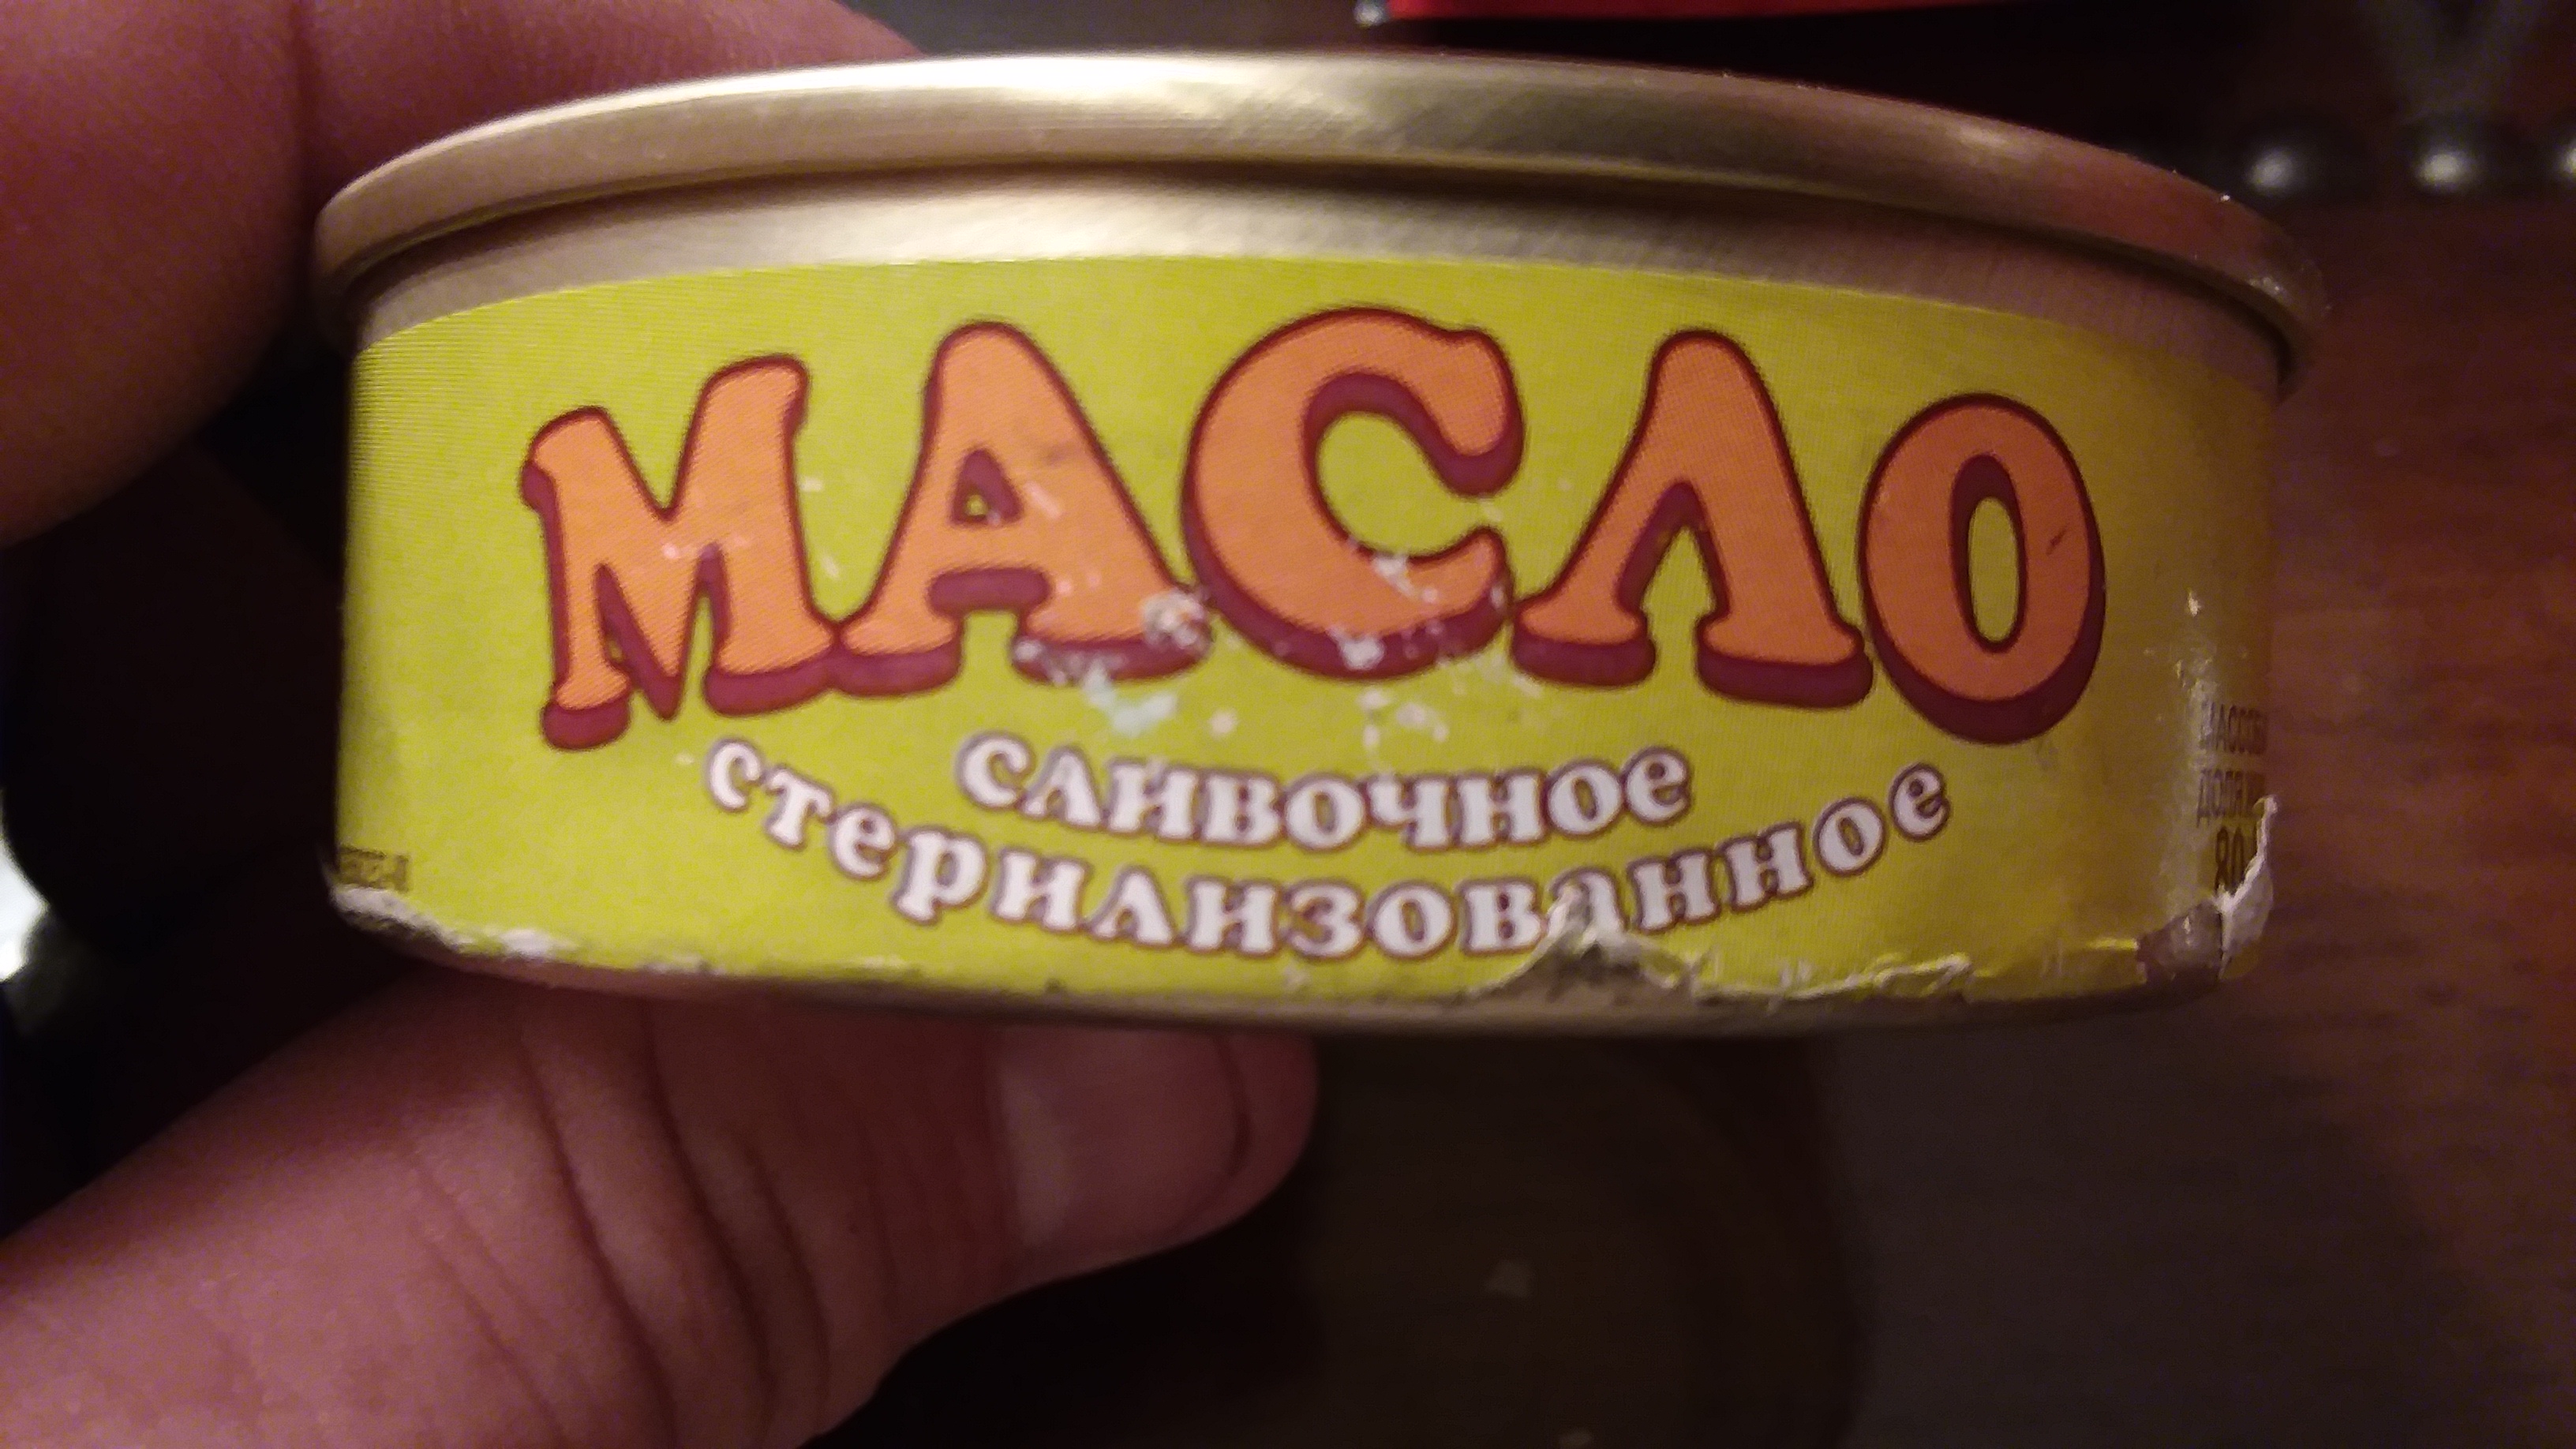 МАСЛО
сливочное
стерилизованное